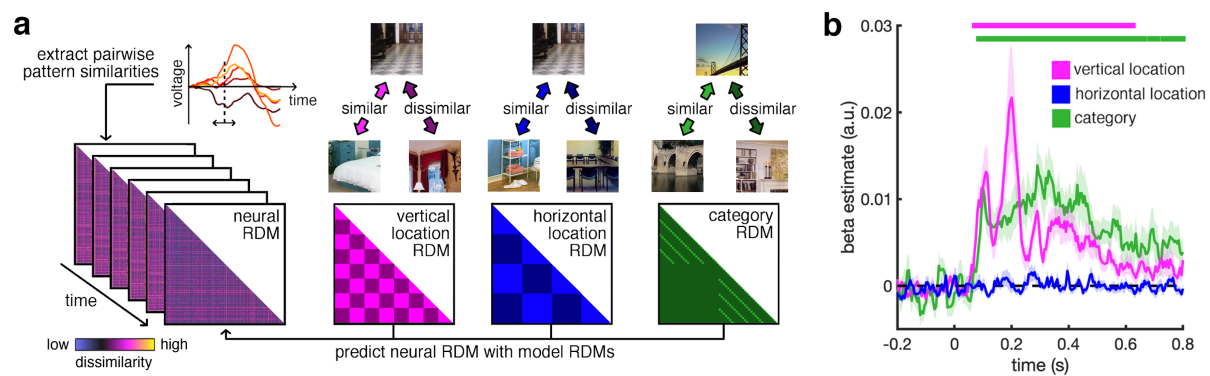 a
extract pairwise
pattern similarities
voltage
time
similar
dissimilar
similar
dissimilar
similar
dissimilar
neural
RDM
vertical
location
RDM
horizontal
location
RDM
category
RDM
time
low
high
dissimilarity
predict neural RDM with model RDMs
b
0.03
0.02
0.01
0
beta estimate (a.u.)
vertical location
horizontal location
category
-0.2
0
0.2
0.4
0.6
0.8
time (s)